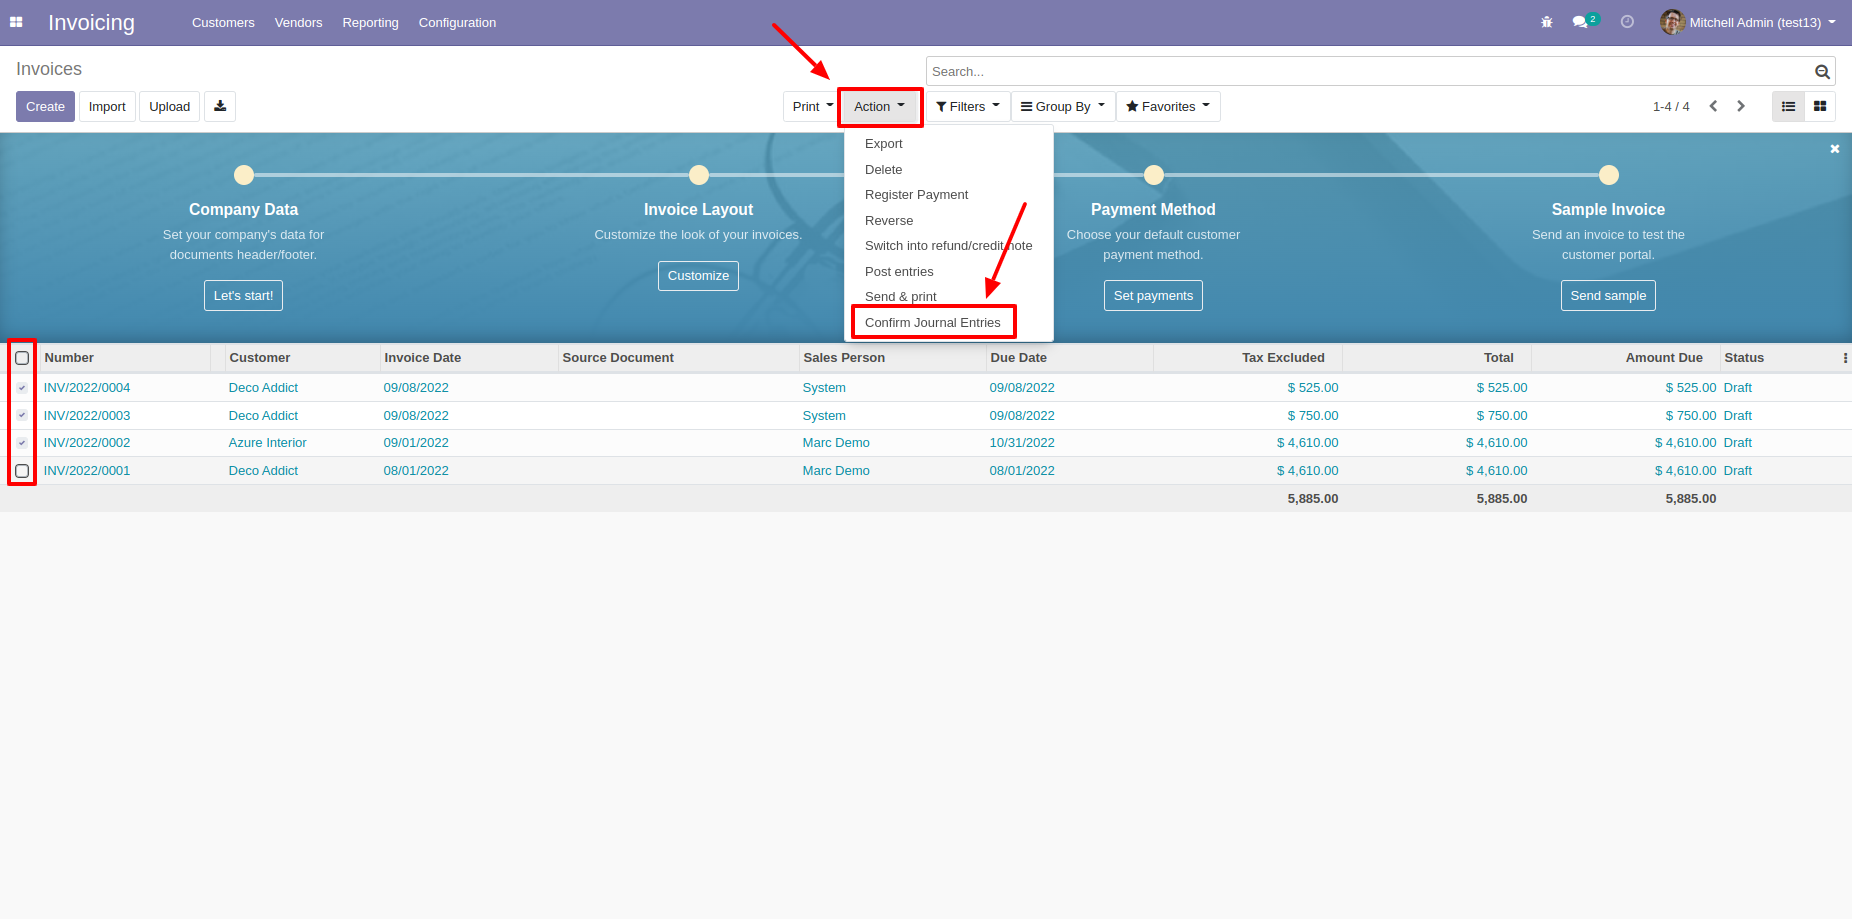 Invoicing Customers Vendors Reporting Configuration 2 Mitchell Admin (test13)
Invoices
Search...
Create Import Upload Print Action Filters Group By Favorites 1-4 / 4
Export
Delete
Register Payment
Reverse
Switch into refund/credit note
Post entries
Send & print
Confirm Journal Entries
Company Data
Set your company's data for
documents header/footer.
Let's start!
Invoice Layout
Customize the look of your invoices.
Customize
Payment Method
Choose your default customer
payment method.
Set payments
Sample Invoice
Send an invoice to test the
customer portal.
Send sample
Number Customer Invoice Date Source Document Sales Person Due Date Tax Excluded Total Amount Due Status
INV/2022/0004 Deco Addict 09/08/2022 System 09/08/2022 $ 525.00 $ 525.00 $ 525.00 Draft
INV/2022/0003 Deco Addict 09/08/2022 System 09/08/2022 $ 750.00 $ 750.00 $ 750.00 Draft
INV/2022/0002 Azure Interior 09/01/2022 Marc Demo 10/31/2022 $ 4,610.00 $ 4,610.00 $ 4,610.00 Draft
INV/2022/0001 Deco Addict 08/01/2022 Marc Demo 08/01/2022 $ 4,610.00 $ 4,610.00 $ 4,610.00 Draft
5,885.00 5,885.00 5,885.00